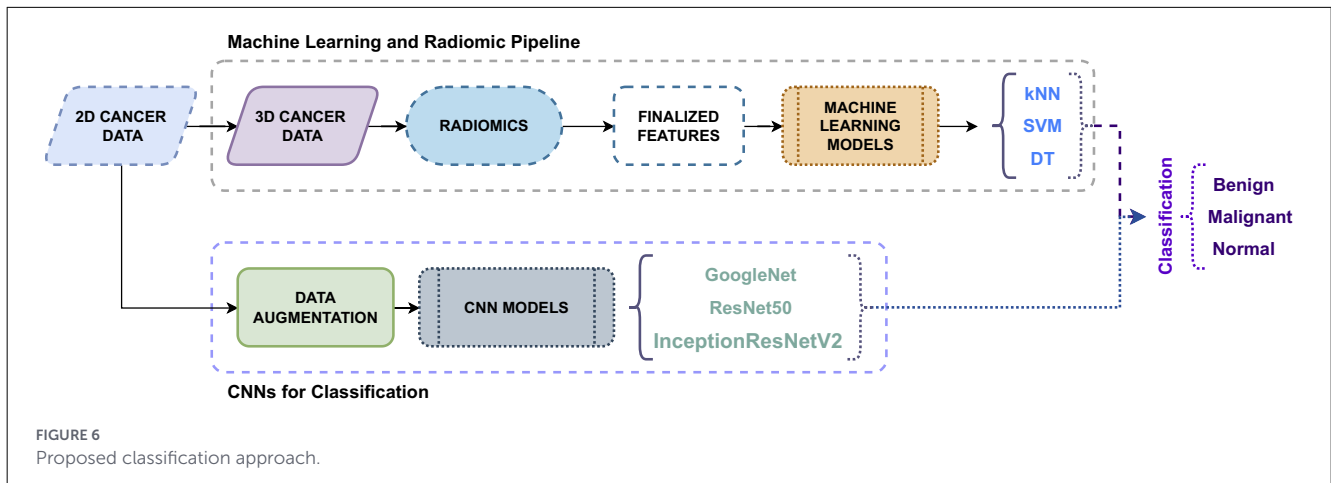 Machine Learning and Radiomic Pipeline
2D CANCER
DATA
3D CANCER
DATA
RADIOMICS
FINALIZED
FEATURES
MACHINE
LEARNING
MODELS
kNN
SVM
DT
Classification
Benign
Malignant
Normal
DATA
AUGMENTATION
CNN MODELS
GoogleNet
ResNet50
InceptionResNetV2
CNNs for Classification
FIGURE 6
Proposed classification approach.